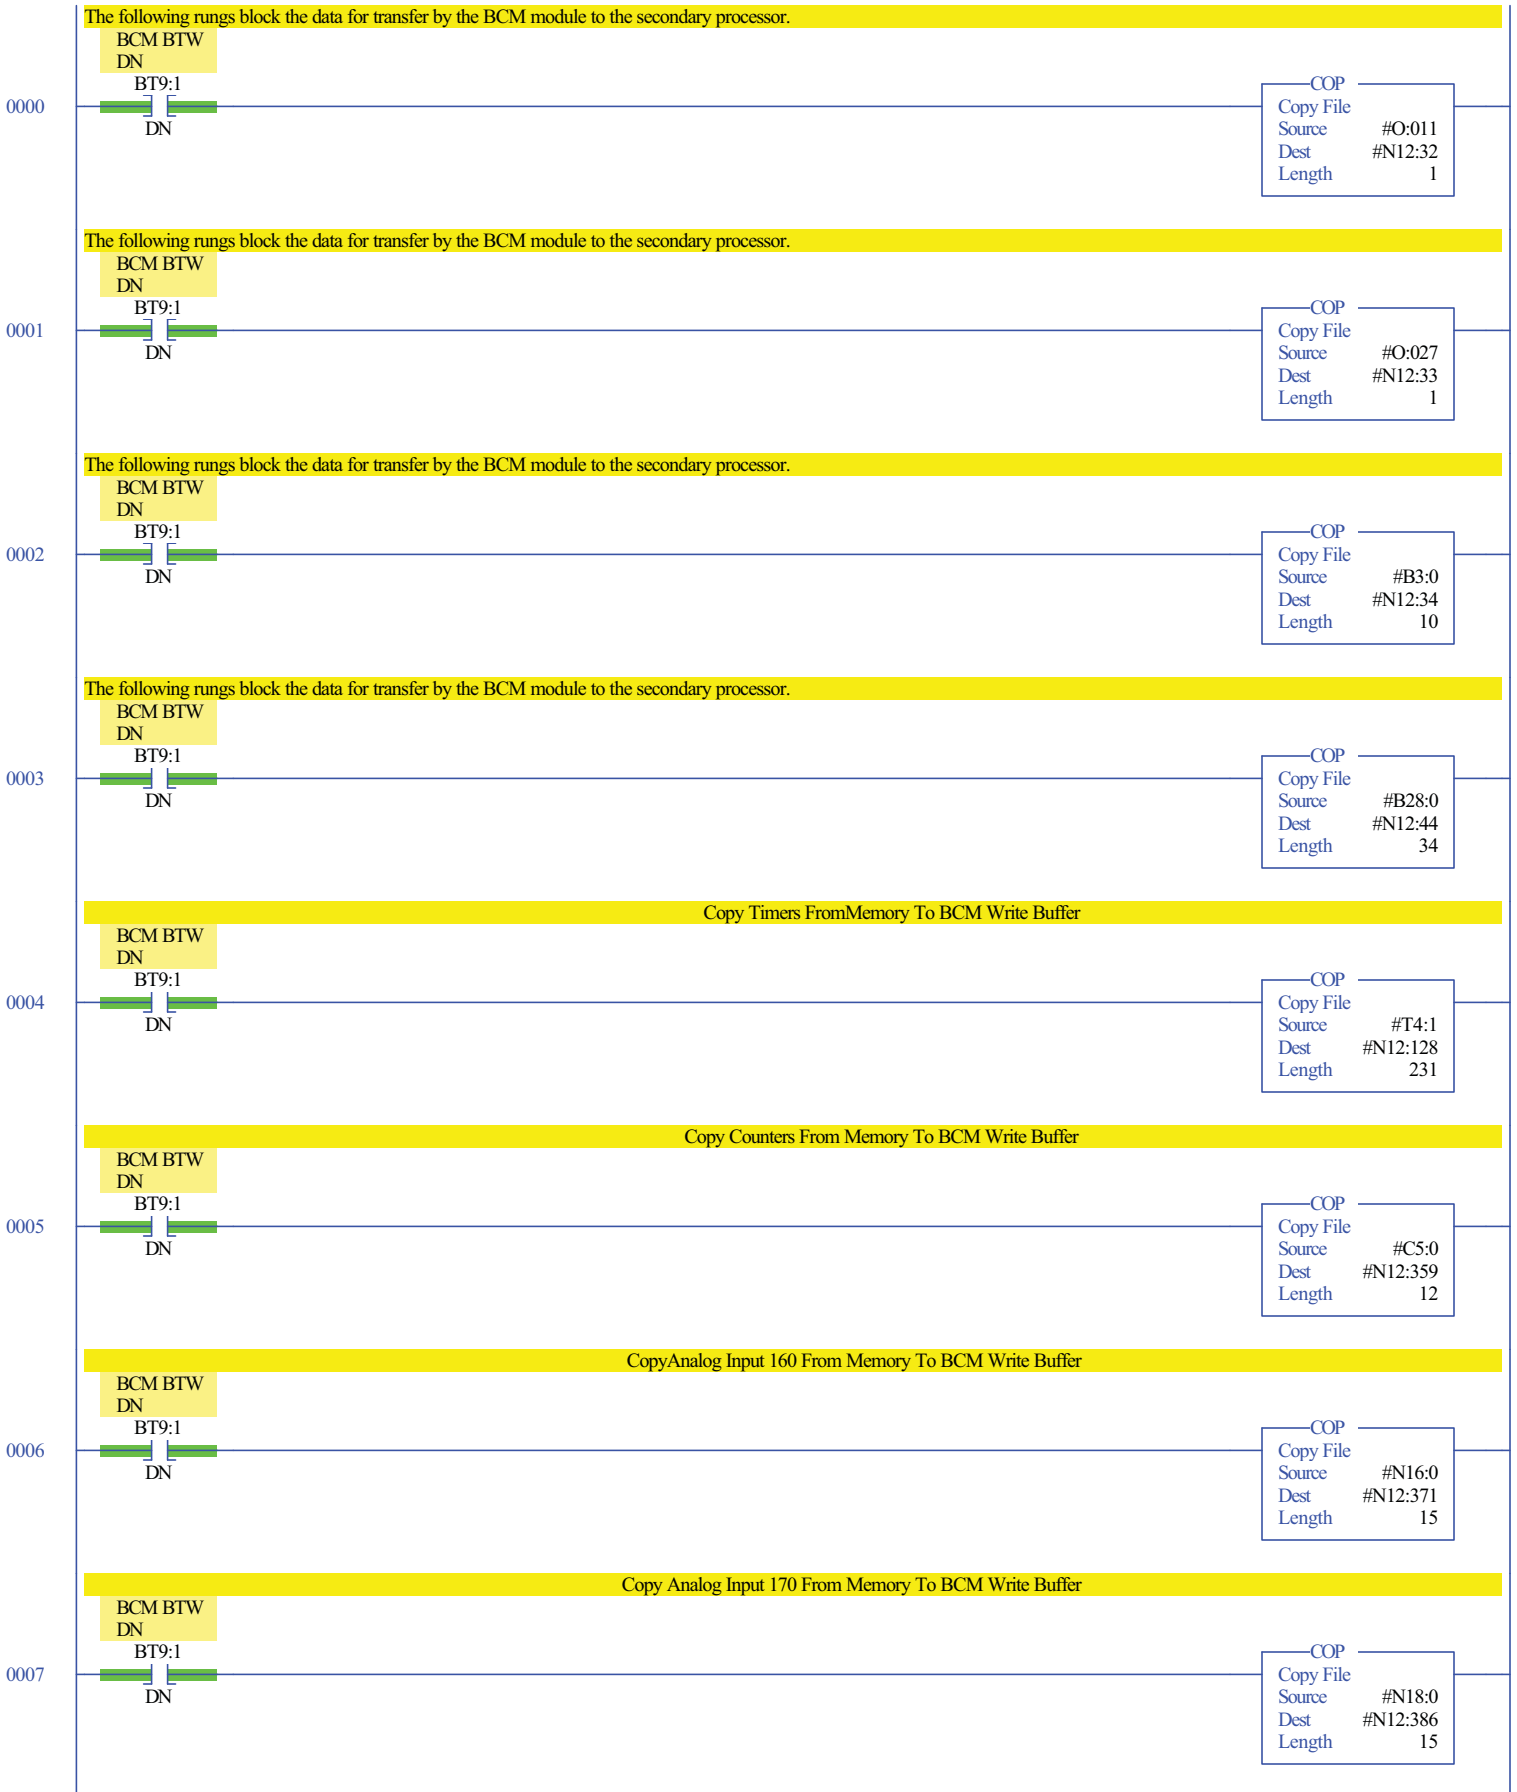 The following rungs block the data for transfer by the BCM module to the secondary processor.
BCM BTW
DN
BT9:1
DN
0000
COP
Copy File
Source #O:011
Dest #N12:32
Length 1
The following rungs block the data for transfer by the BCM module to the secondary processor.
BCM BTW
DN
BT9:1
DN
0001
COP
Copy File
Source #O:027
Dest #N12:33
Length 1
The following rungs block the data for transfer by the BCM module to the secondary processor.
BCM BTW
DN
BT9:1
DN
0002
COP
Copy File
Source #B3:0
Dest #N12:34
Length 10
The following rungs block the data for transfer by the BCM module to the secondary processor.
BCM BTW
DN
BT9:1
DN
0003
COP
Copy File
Source #B28:0
Dest #N12:44
Length 34
Copy Timers FromMemory To BCM Write Buffer
BCM BTW
DN
BT9:1
DN
0004
COP
Copy File
Source #T4:1
Dest #N12:128
Length 231
Copy Counters From Memory To BCM Write Buffer
BCM BTW
DN
BT9:1
DN
0005
COP
Copy File
Source #C5:0
Dest #N12:359
Length 12
CopyAnalog Input 160 From Memory To BCM Write Buffer
BCM BTW
DN
BT9:1
DN
0006
COP
Copy File
Source #N16:0
Dest #N12:371
Length 15
Copy Analog Input 170 From Memory To BCM Write Buffer
BCM BTW
DN
BT9:1
DN
0007
COP
Copy File
Source #N18:0
Dest #N12:386
Length 15